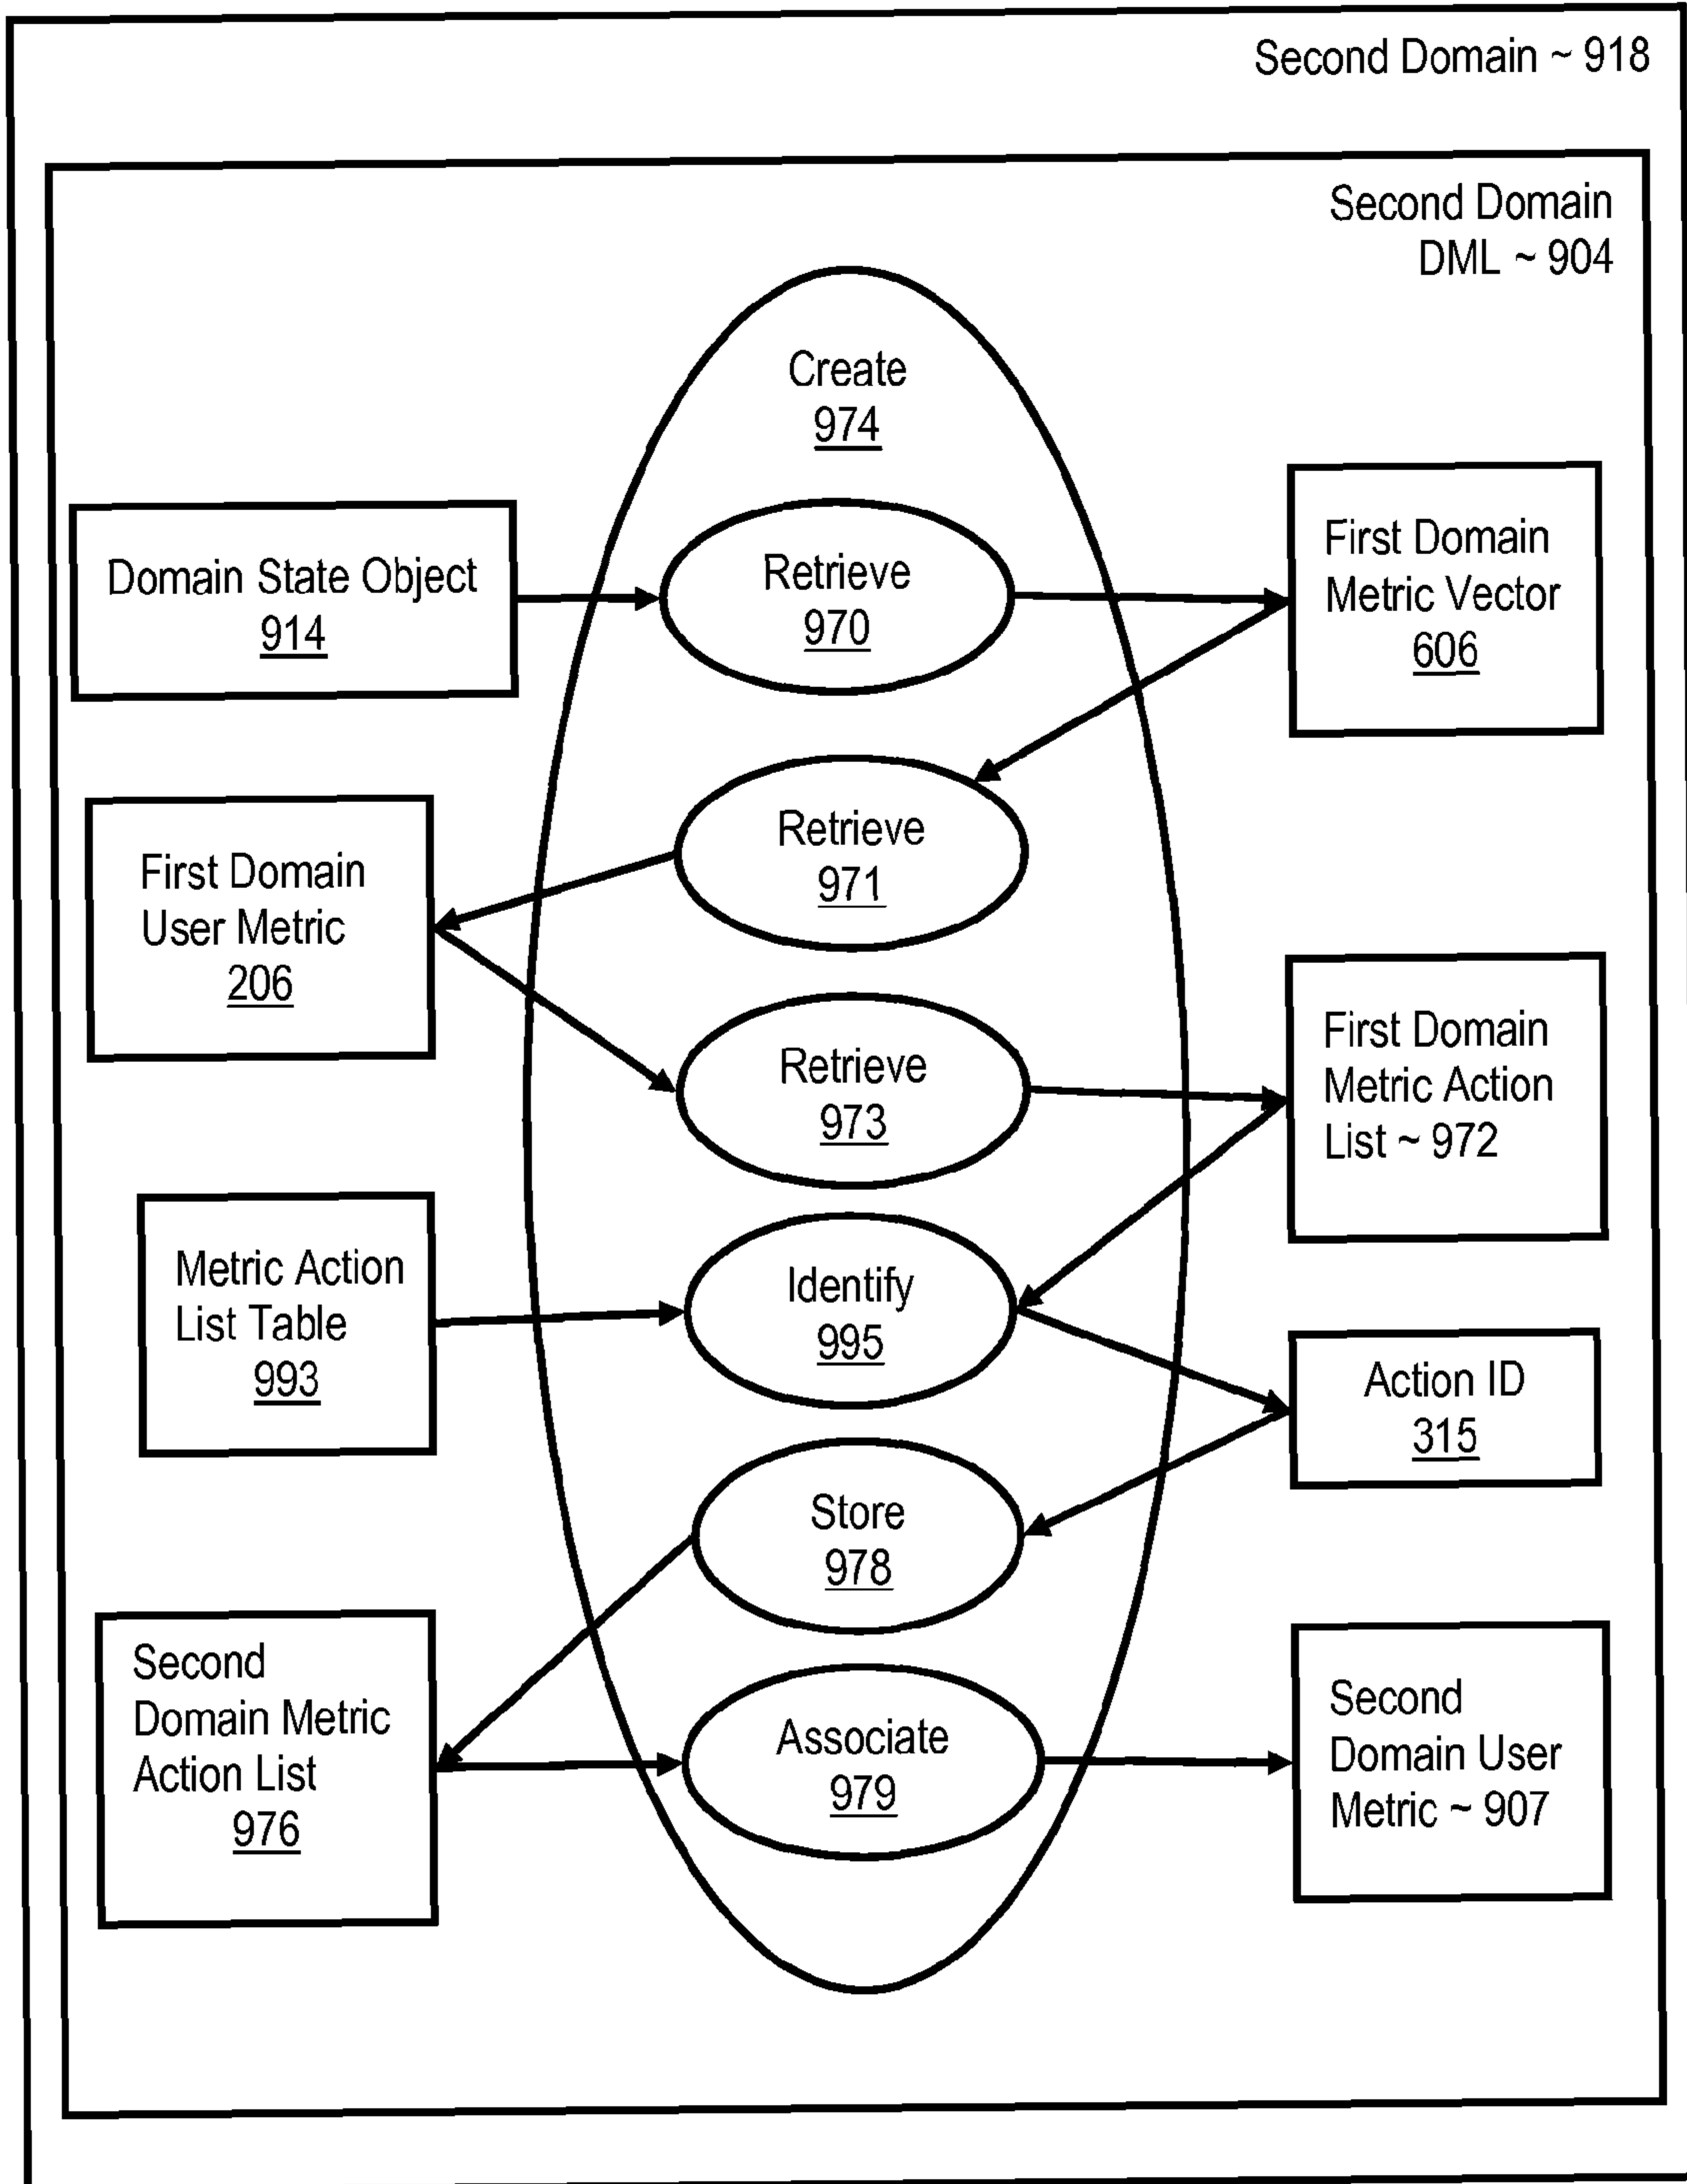 Second Domain ~ 918
Second Domain
DML ~ 904
Create
974
Domain State Object
914
Retrieve
970
First Domain
Metric Vector
606
Retrieve
971
First Domain
User Metric
206
Retrieve
973
First Domain
Metric Action
List ~ 972
Metric Action
List Table
993
Identify
995
Action ID
315
Store
978
Second
Domain Metric
Action List
976
Associate
979
Second
Domain User
Metric ~ 907